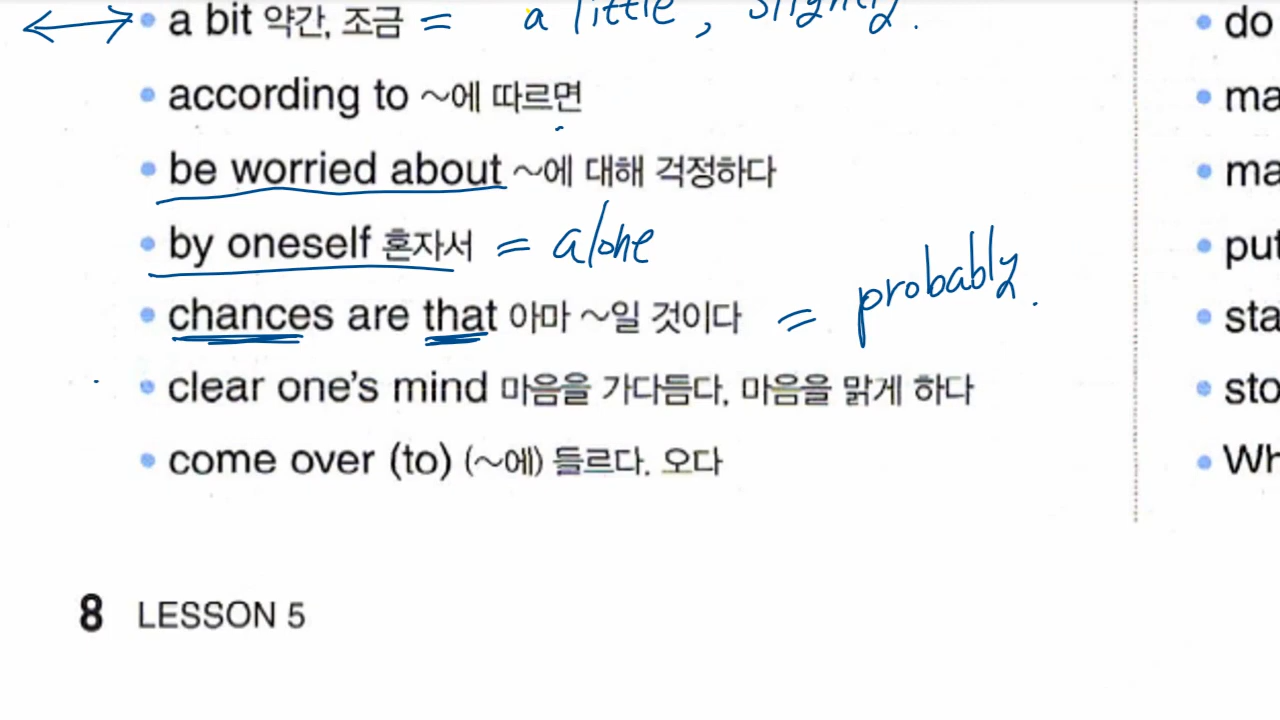 a bit 약간, 조금 = a little, slightly.
according to ~에 따르면
be worried about ~에 대해 걱정하다
by oneself 혼자서 = alone
chances are that 아마 ~일 것이다 = probably.
clear one's mind 마음을 가다듬다, 마음을 맑게 하다
come over (to) (~에) 들르다, 오다
8 LESSON 5
do
ma
ma
put
sta
sto
Wh